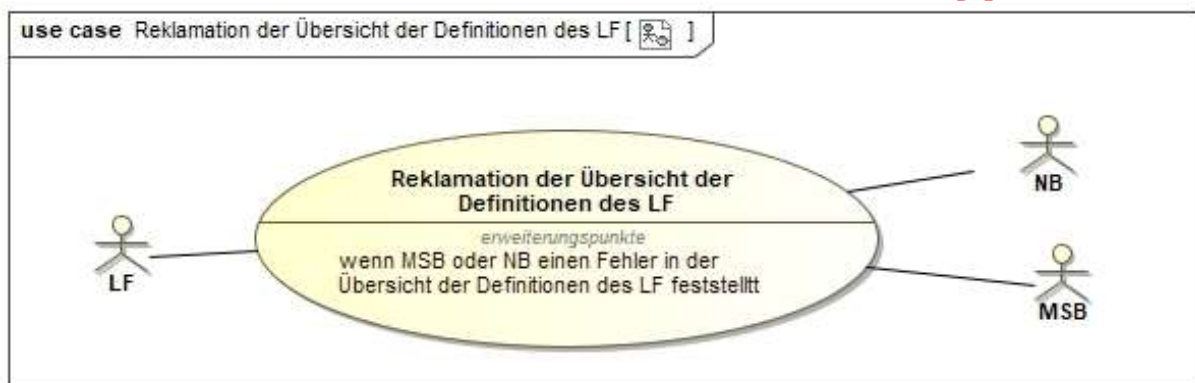 use case Reklamation der Übersicht der Definitionen des LF [ ]
Reklamation der Übersicht der
Definitionen des LF
erweiterungspunkte
wenn MSB oder NB einen Fehler in der
Übersicht der Definitionen des LF feststelltt
LF
NB
MSB